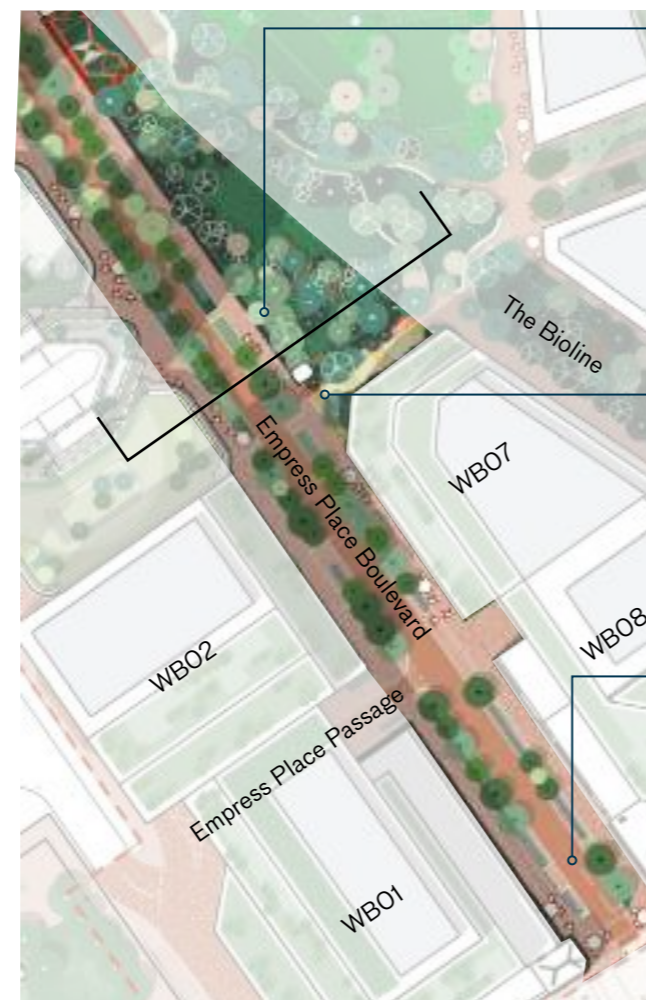 The Bioline
WB07
Empress Place Boulevard
WB08
WB02
Empress Place Passage
WB01